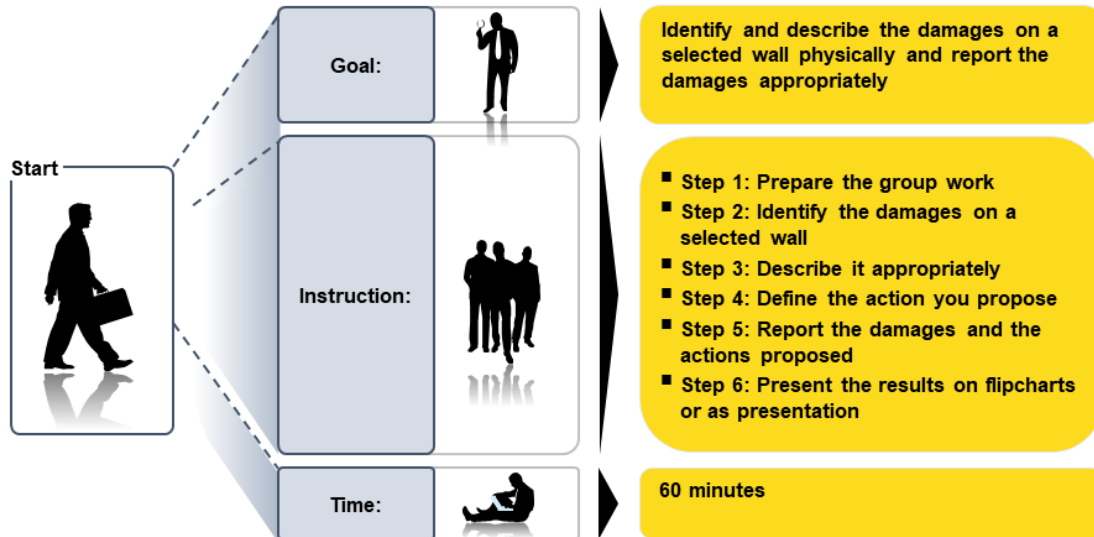 Start
Goal:
Identify and describe the damages on a
selected wall physically and report the
damages appropriately
Instruction:
▪ Step 1: Prepare the group work
▪ Step 2: Identify the damages on a
selected wall
▪ Step 3: Describe it appropriately
▪ Step 4: Define the action you propose
▪ Step 5: Report the damages and the
actions proposed
▪ Step 6: Present the results on flipcharts
or as presentation
Time:
60 minutes